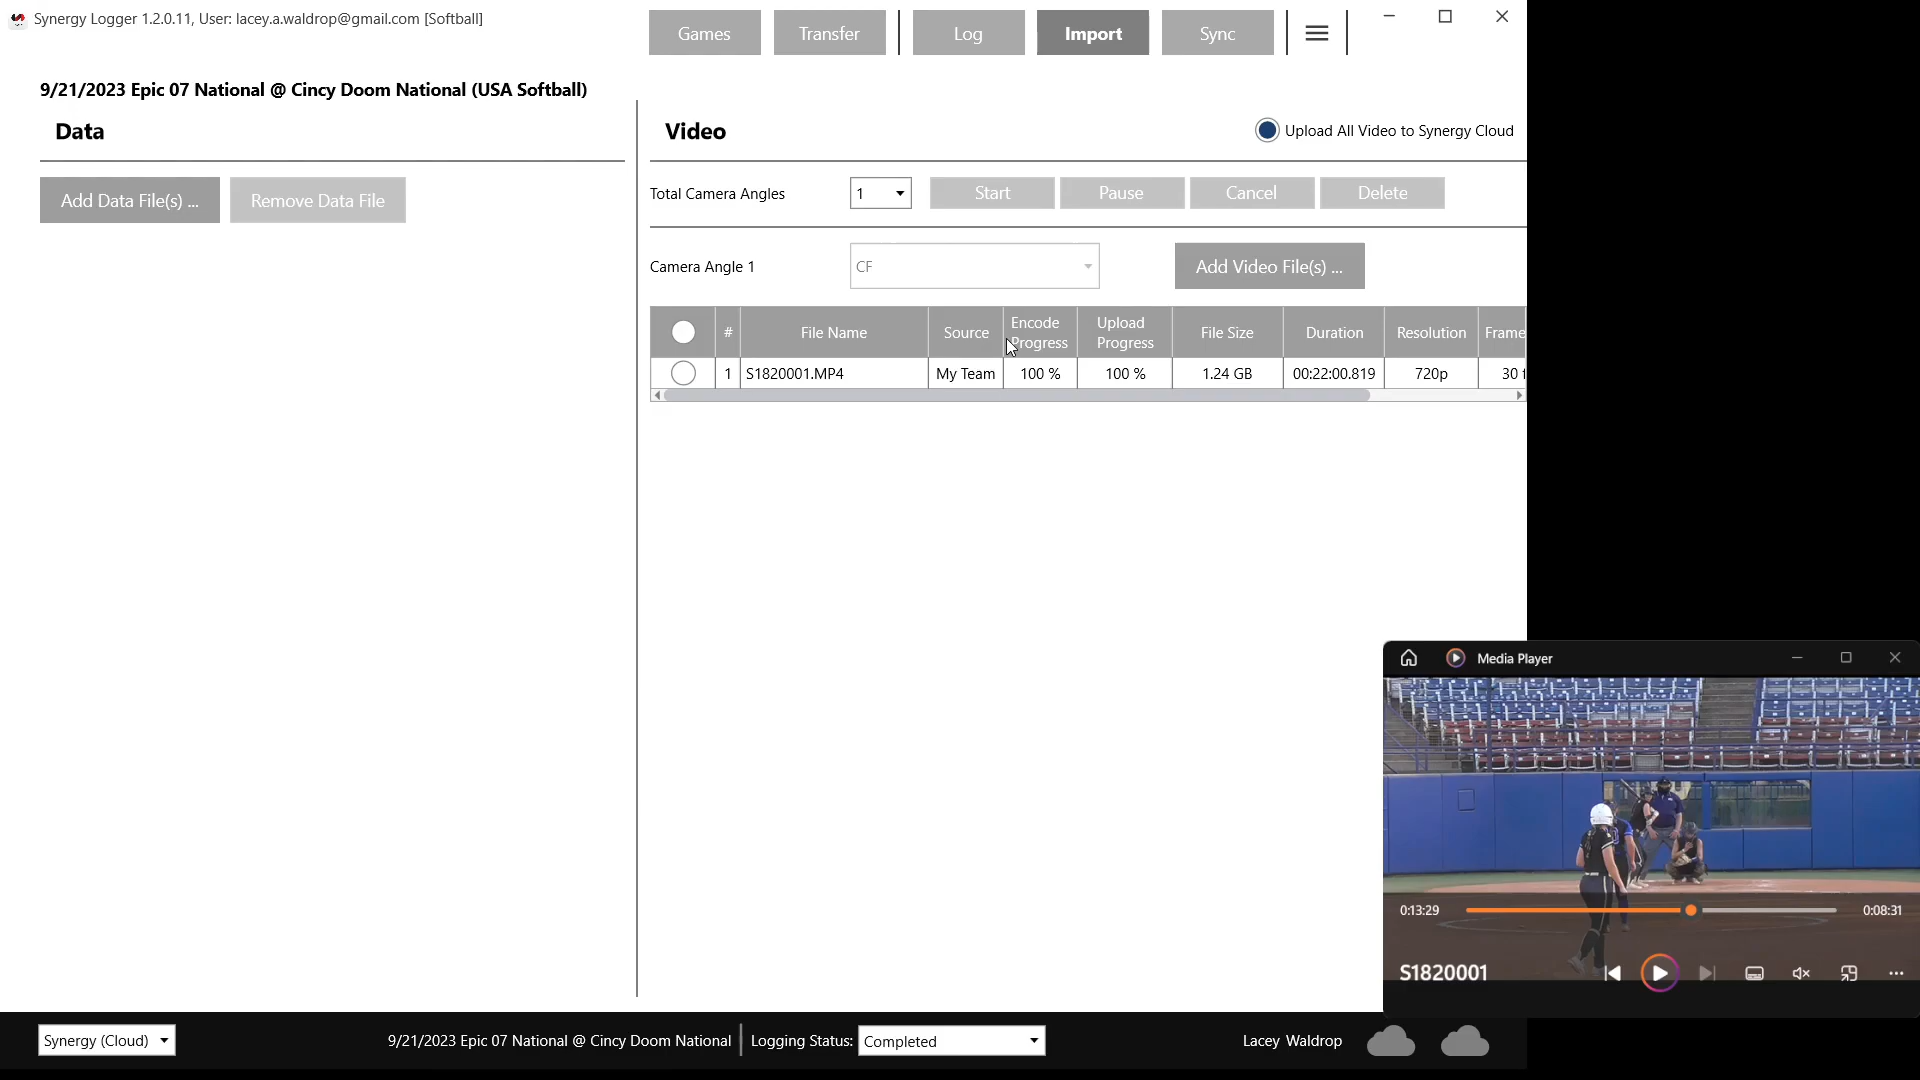 Synergy Logger 1.2.0.11, User: lacey.a.waldrop@gmail.com [Softball]
Games
Transfer
Log
Import
Sync
9/21/2023 Epic 07 National @ Cincy Doom National (USA Softball)
Data
Video
Upload All Video to Synergy Cloud
Add Data File(s) ...
Remove Data File
Total Camera Angles
1
Start
Pause
Cancel
Delete
Camera Angle 1
CF
Add Video File(s) ...
#
File Name
Source
Encode
Progress
Upload
Progress
File Size
Duration
Resolution
Frame
1
S1820001.MP4
My Team
100 %
100 %
1.24 GB
00:22:00.819
720p
30 f
Media Player
0:13:29
0:08:31
S1820001
Synergy (Cloud)
9/21/2023 Epic 07 National @ Cincy Doom National
Logging Status:
Completed
Lacey Waldrop